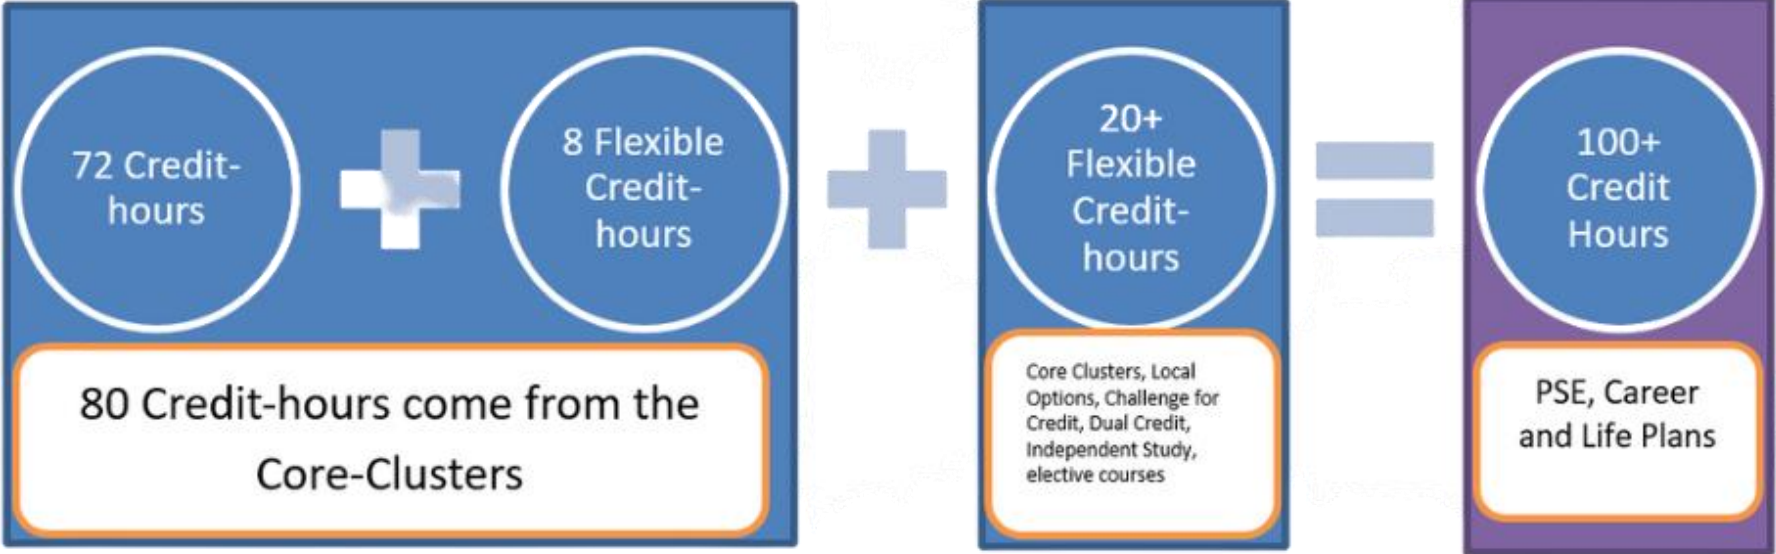 72 Credit-
hours
8 Flexible
Credit-
hours
80 Credit-hours come from the
Core-Clusters
20+
Flexible
Credit-
hours
Core Clusters, Local
Options, Challenge for
Credit, Dual Credit,
Independent Study,
elective courses
100+
Credit
Hours
PSE, Career
and Life Plans